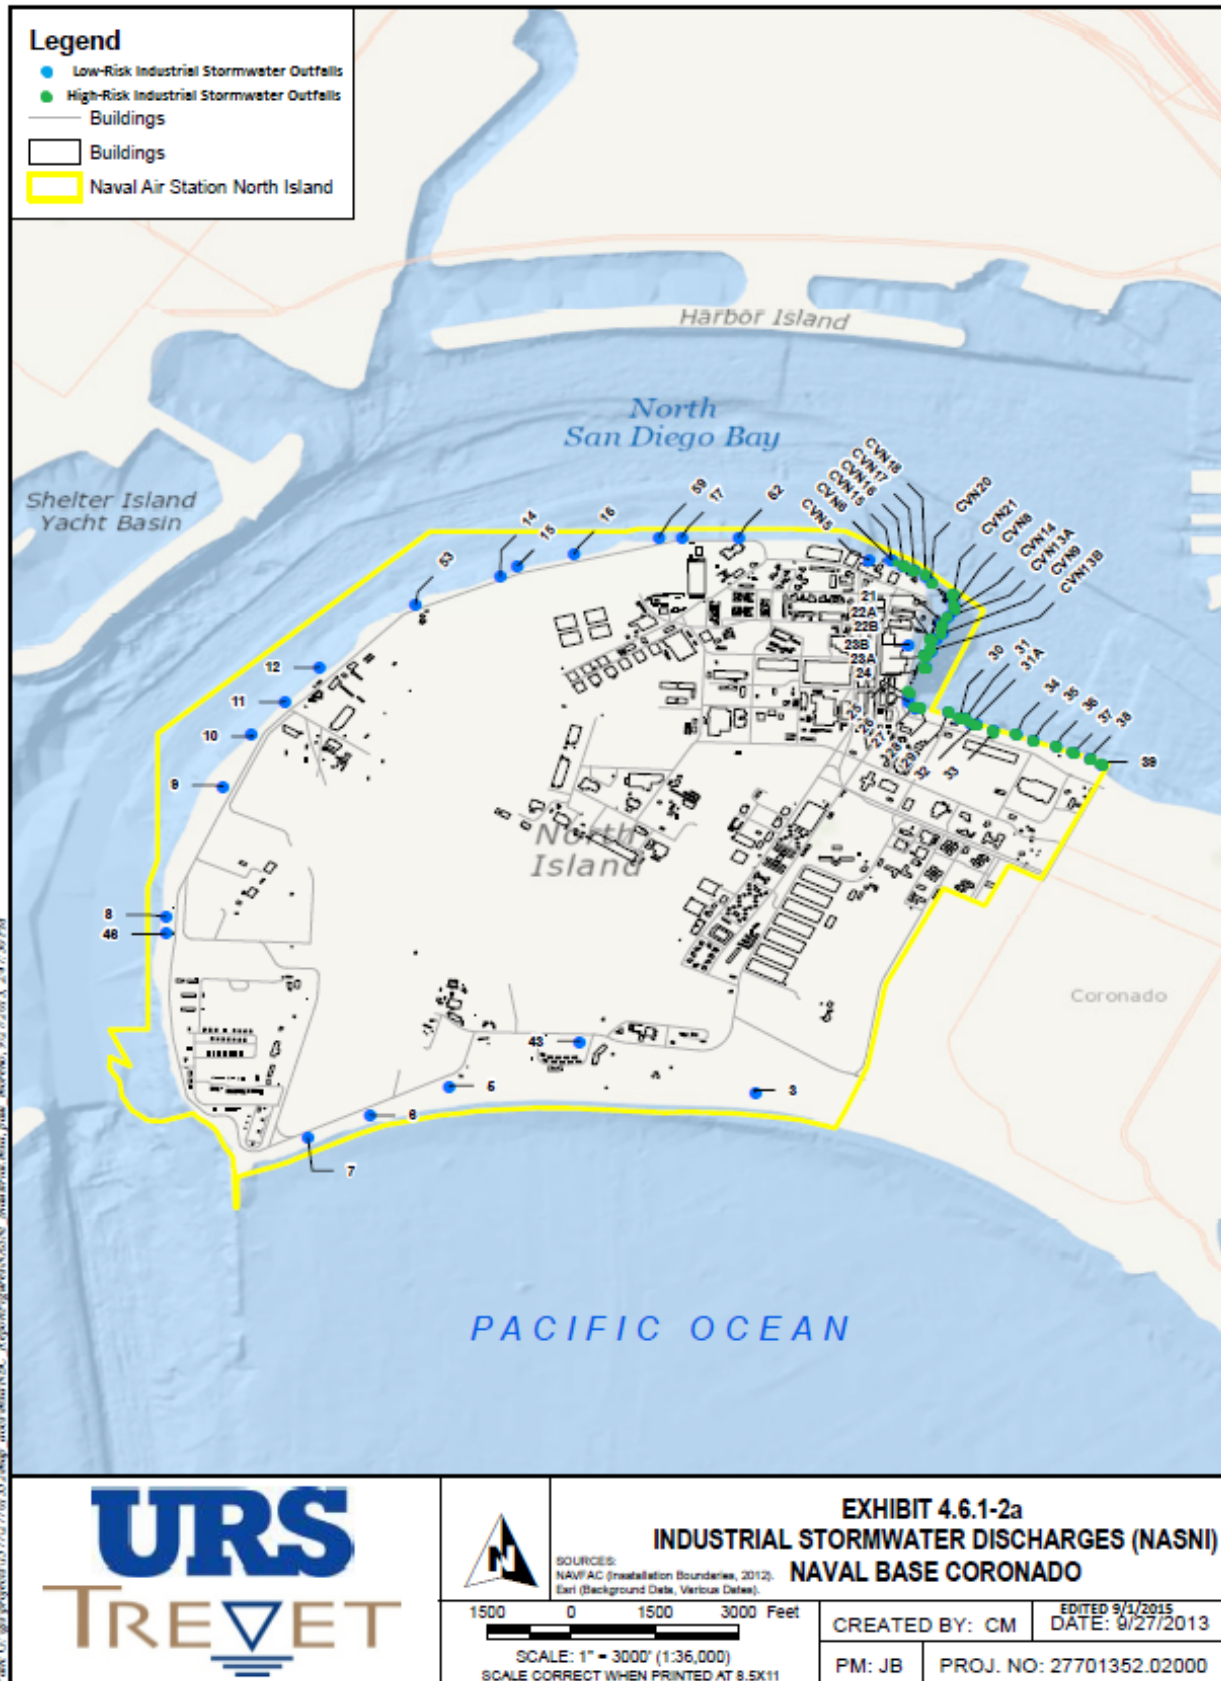 Legend
Low-Risk Industrial Stormwater Outfalls
High-Risk Industrial Stormwater Outfalls
Buildings
Buildings
Naval Air Station North Island
Harbor Island
North
San Diego Bay
Shelter Island
Yacht Basin
CVN18
CVN17
CVN16
CVN15
CVN6
CVN5
CVN20
CVN21
CVN8
CVN14
CVN13A
CVN9
CVN13B
59
17
62
14
15
16
53
21
22A
22B
23B
23A
24
12
11
10
9
30
31
31A
34
35
36
37
38
39
25
26
27
28
29
32
33
North
Island
8
46
Coronado
43
5
3
6
7
PACIFIC OCEAN
URS
TREVET
N
SOURCES:
NAVFAC (Installation Boundaries, 2012).
Esri (Background Data, Various Dates).
EXHIBIT 4.6.1-2a
INDUSTRIAL STORMWATER DISCHARGES (NASNI)
NAVAL BASE CORONADO
1500 0 1500 3000 Feet
SCALE: 1" = 3000' (1:36,000)
SCALE CORRECT WHEN PRINTED AT 8.5X11
CREATED BY: CM
EDITED 9/1/2015
DATE: 9/27/2013
PM: JB
PROJ. NO: 27701352.02000